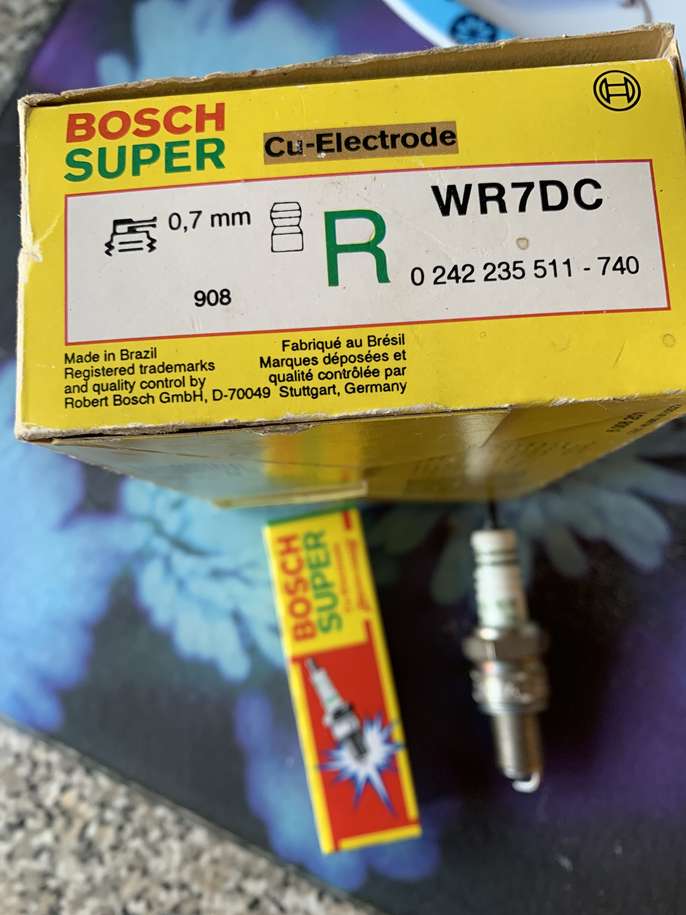 BOSCH
SUPER
Cu-Electrode
0,7 mm
R
WR7DC
0 242 235 511 - 740
908
Made in Brazil
Registered trademarks
and quality control by
Robert Bosch GmbH, D-70049 Stuttgart, Germany
Fabriqué au Brésil
Marques déposées et
qualité contrôlée par
BOSCH
SUPER